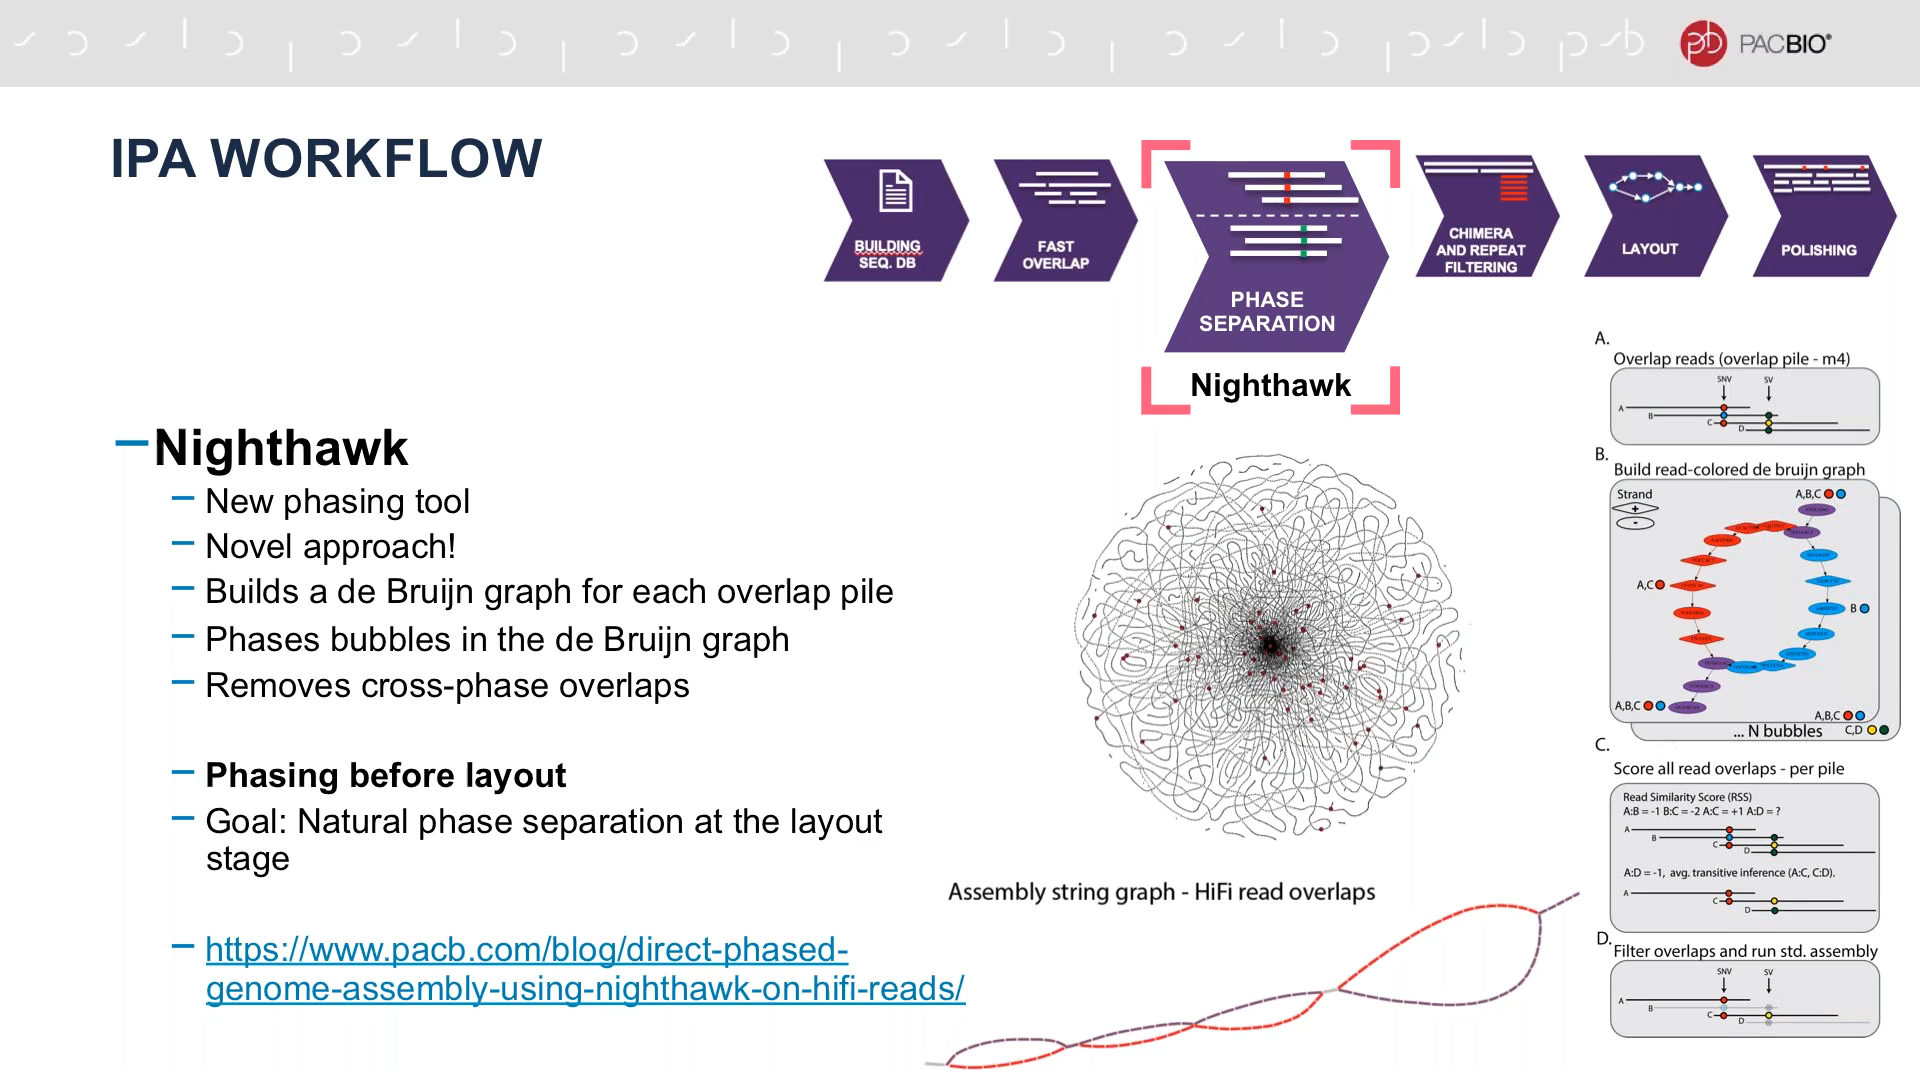 PACBIO®
IPA WORKFLOW
BUILDING
SEQ. DB
FAST
OVERLAP
PHASE
SEPARATION
CHIMERA
AND REPEAT
FILTERING
LAYOUT
POLISHING
Nighthawk
Nighthawk
New phasing tool
Novel approach!
Builds a de Bruijn graph for each overlap pile
Phases bubbles in the de Bruijn graph
Removes cross-phase overlaps
Phasing before layout
Goal: Natural phase separation at the layout
stage
https://www.pacb.com/blog/direct-phased-
genome-assembly-using-nighthawk-on-hifi-reads/
Assembly string graph - HiFi read overlaps
A.
Overlap reads (overlap pile - m4)
SNV SV
A
B
C
D
B.
Build read-colored de bruijn graph
Strand
+
-
A,B,C
A,C
B
A,B,C
A,B,C
... N bubbles C,D
C.
Score all read overlaps - per pile
Read Similarity Score (RSS)
A:B = -1 B:C = -2 A:C = +1 A:D = ?
A
B
C
D
A:D = -1, avg. transitive inference (A:C, C:D).
A
C
D
D.
Filter overlaps and run std. assembly
SNV SV
A
B
C
D